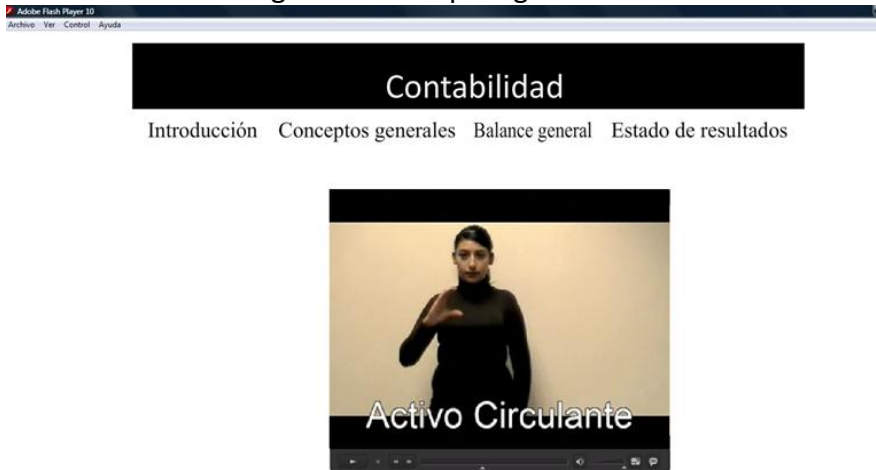 Adobe Flash Player 10
Archivo Ver Control Ayuda
Contabilidad
Introducción Conceptos generales Balance general Estado de resultados
Activo Circulante